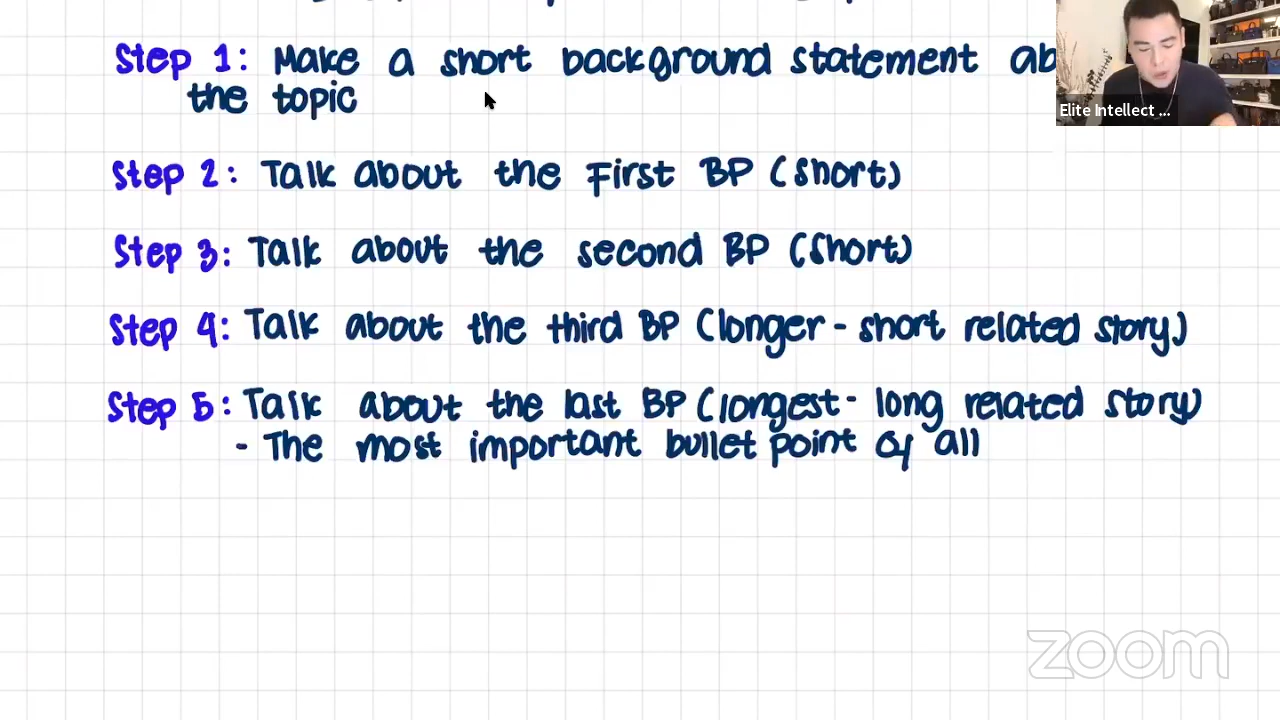 Step 1: Make a short background statement ab
the topic
Elite Intellect ...
Step 2: Talk about the First BP (short)
Step 3: Talk about the second BP (short)
Step 4: Talk about the third BP (longer - short related story)
Step 5: Talk about the last BP (longest - long related story)
- The most important bullet point of all
zoom